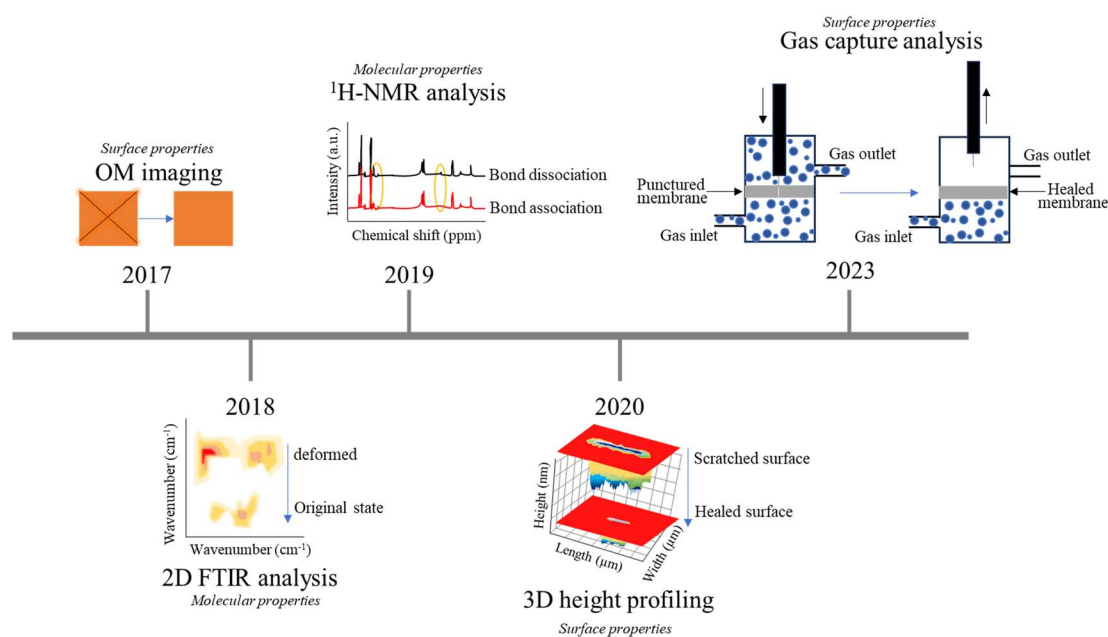 Surface properties
OM imaging
2017
Molecular properties
¹H-NMR analysis
Intensity (a.u.)
Bond dissociation
Bond association
Chemical shift (ppm)
2019
Surface properties
Gas capture analysis
Gas outlet
Punctured
membrane
Gas inlet
Gas outlet
Healed
membrane
Gas inlet
2023
2018
Wavenumber (cm⁻¹)
deformed
Original state
Wavenumber (cm⁻¹)
2D FTIR analysis
Molecular properties
2020
Scratched surface
Height (nm)
Healed surface
Length (µm)
Width (µm)
3D height profiling
Surface properties